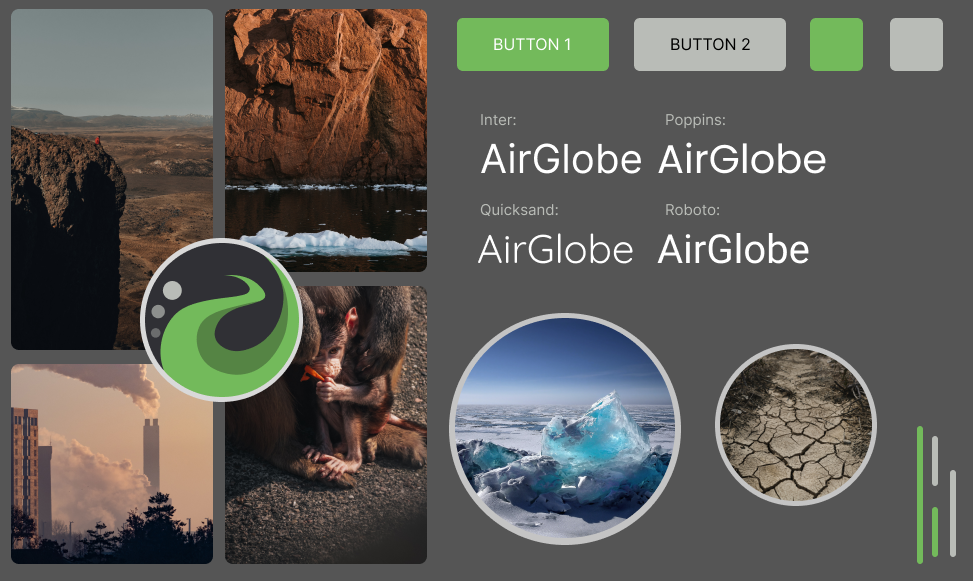 BUTTON 1 BUTTON 2
Inter: Poppins:
AirGlobe AirGlobe
Quicksand: Roboto:
AirGlobe AirGlobe